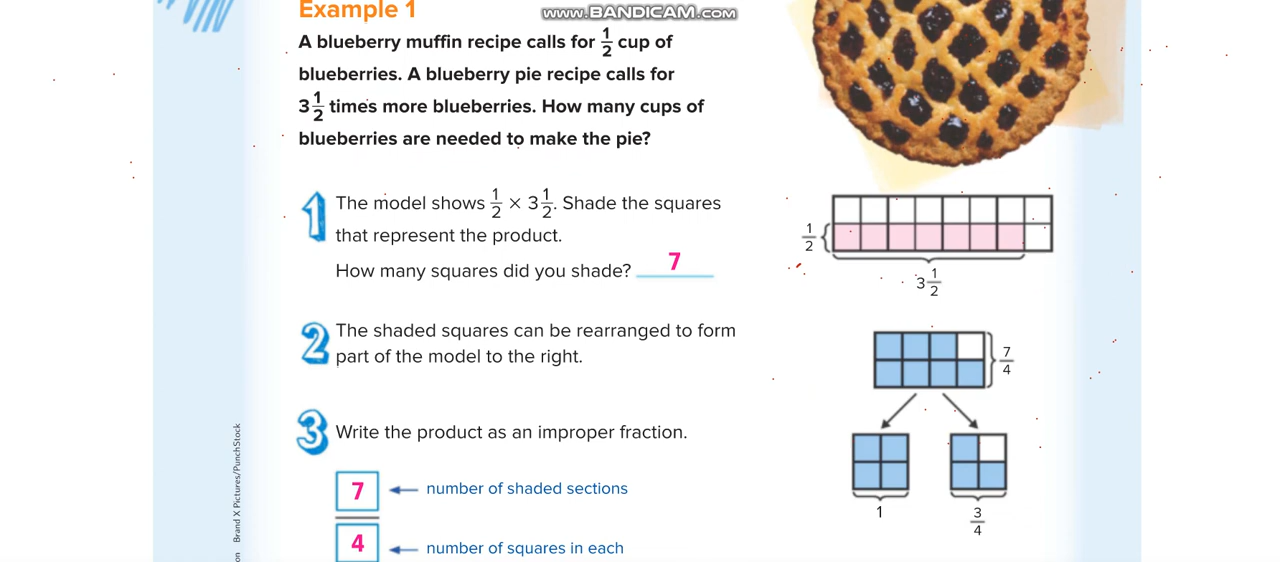 Example 1
www.BANDICAM.com
A blueberry muffin recipe calls for 1/2 cup of
blueberries. A blueberry pie recipe calls for
3 1/2 times more blueberries. How many cups of
blueberries are needed to make the pie?
1
The model shows 1/2 × 3 1/2. Shade the squares
that represent the product.
How many squares did you shade? 7
1/2
3 1/2
2
The shaded squares can be rearranged to form
part of the model to the right.
7/4
1
3/4
3
Write the product as an improper fraction.
7 number of shaded sections
4 number of squares in each
Brand X Pictures/PunchStock